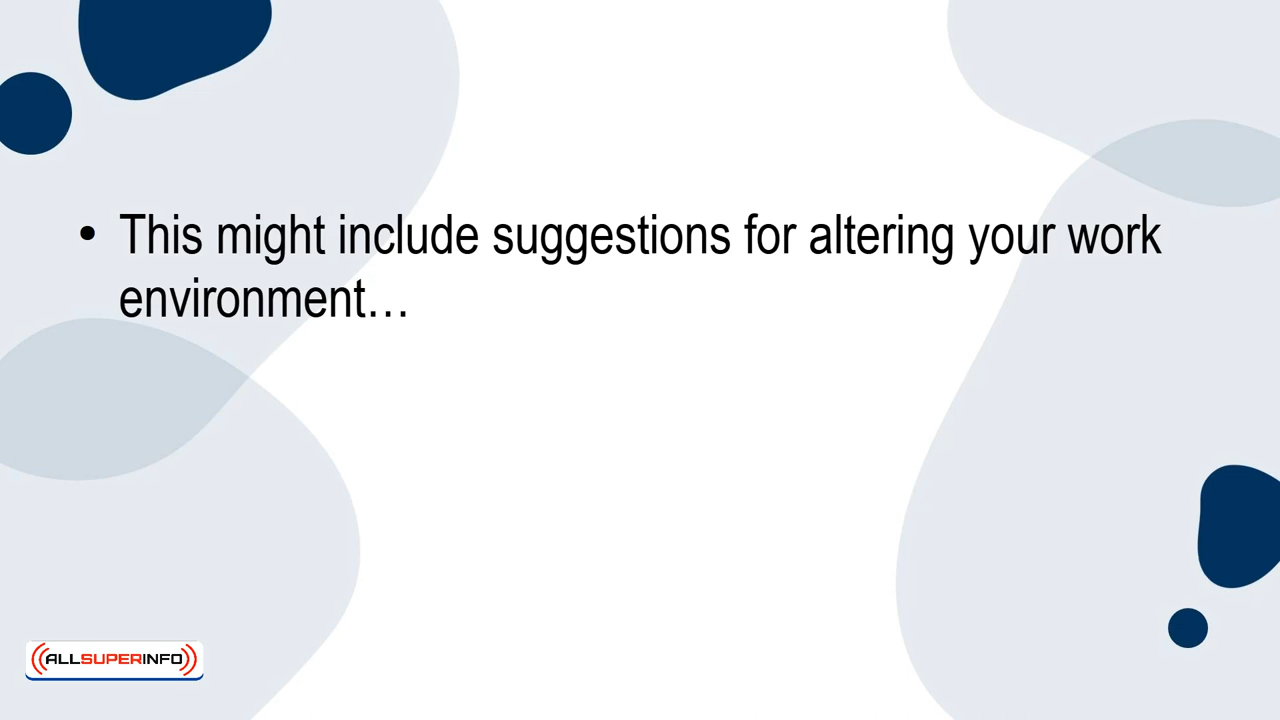 • This might include suggestions for altering your work
environment…
ALLSUPERINFO